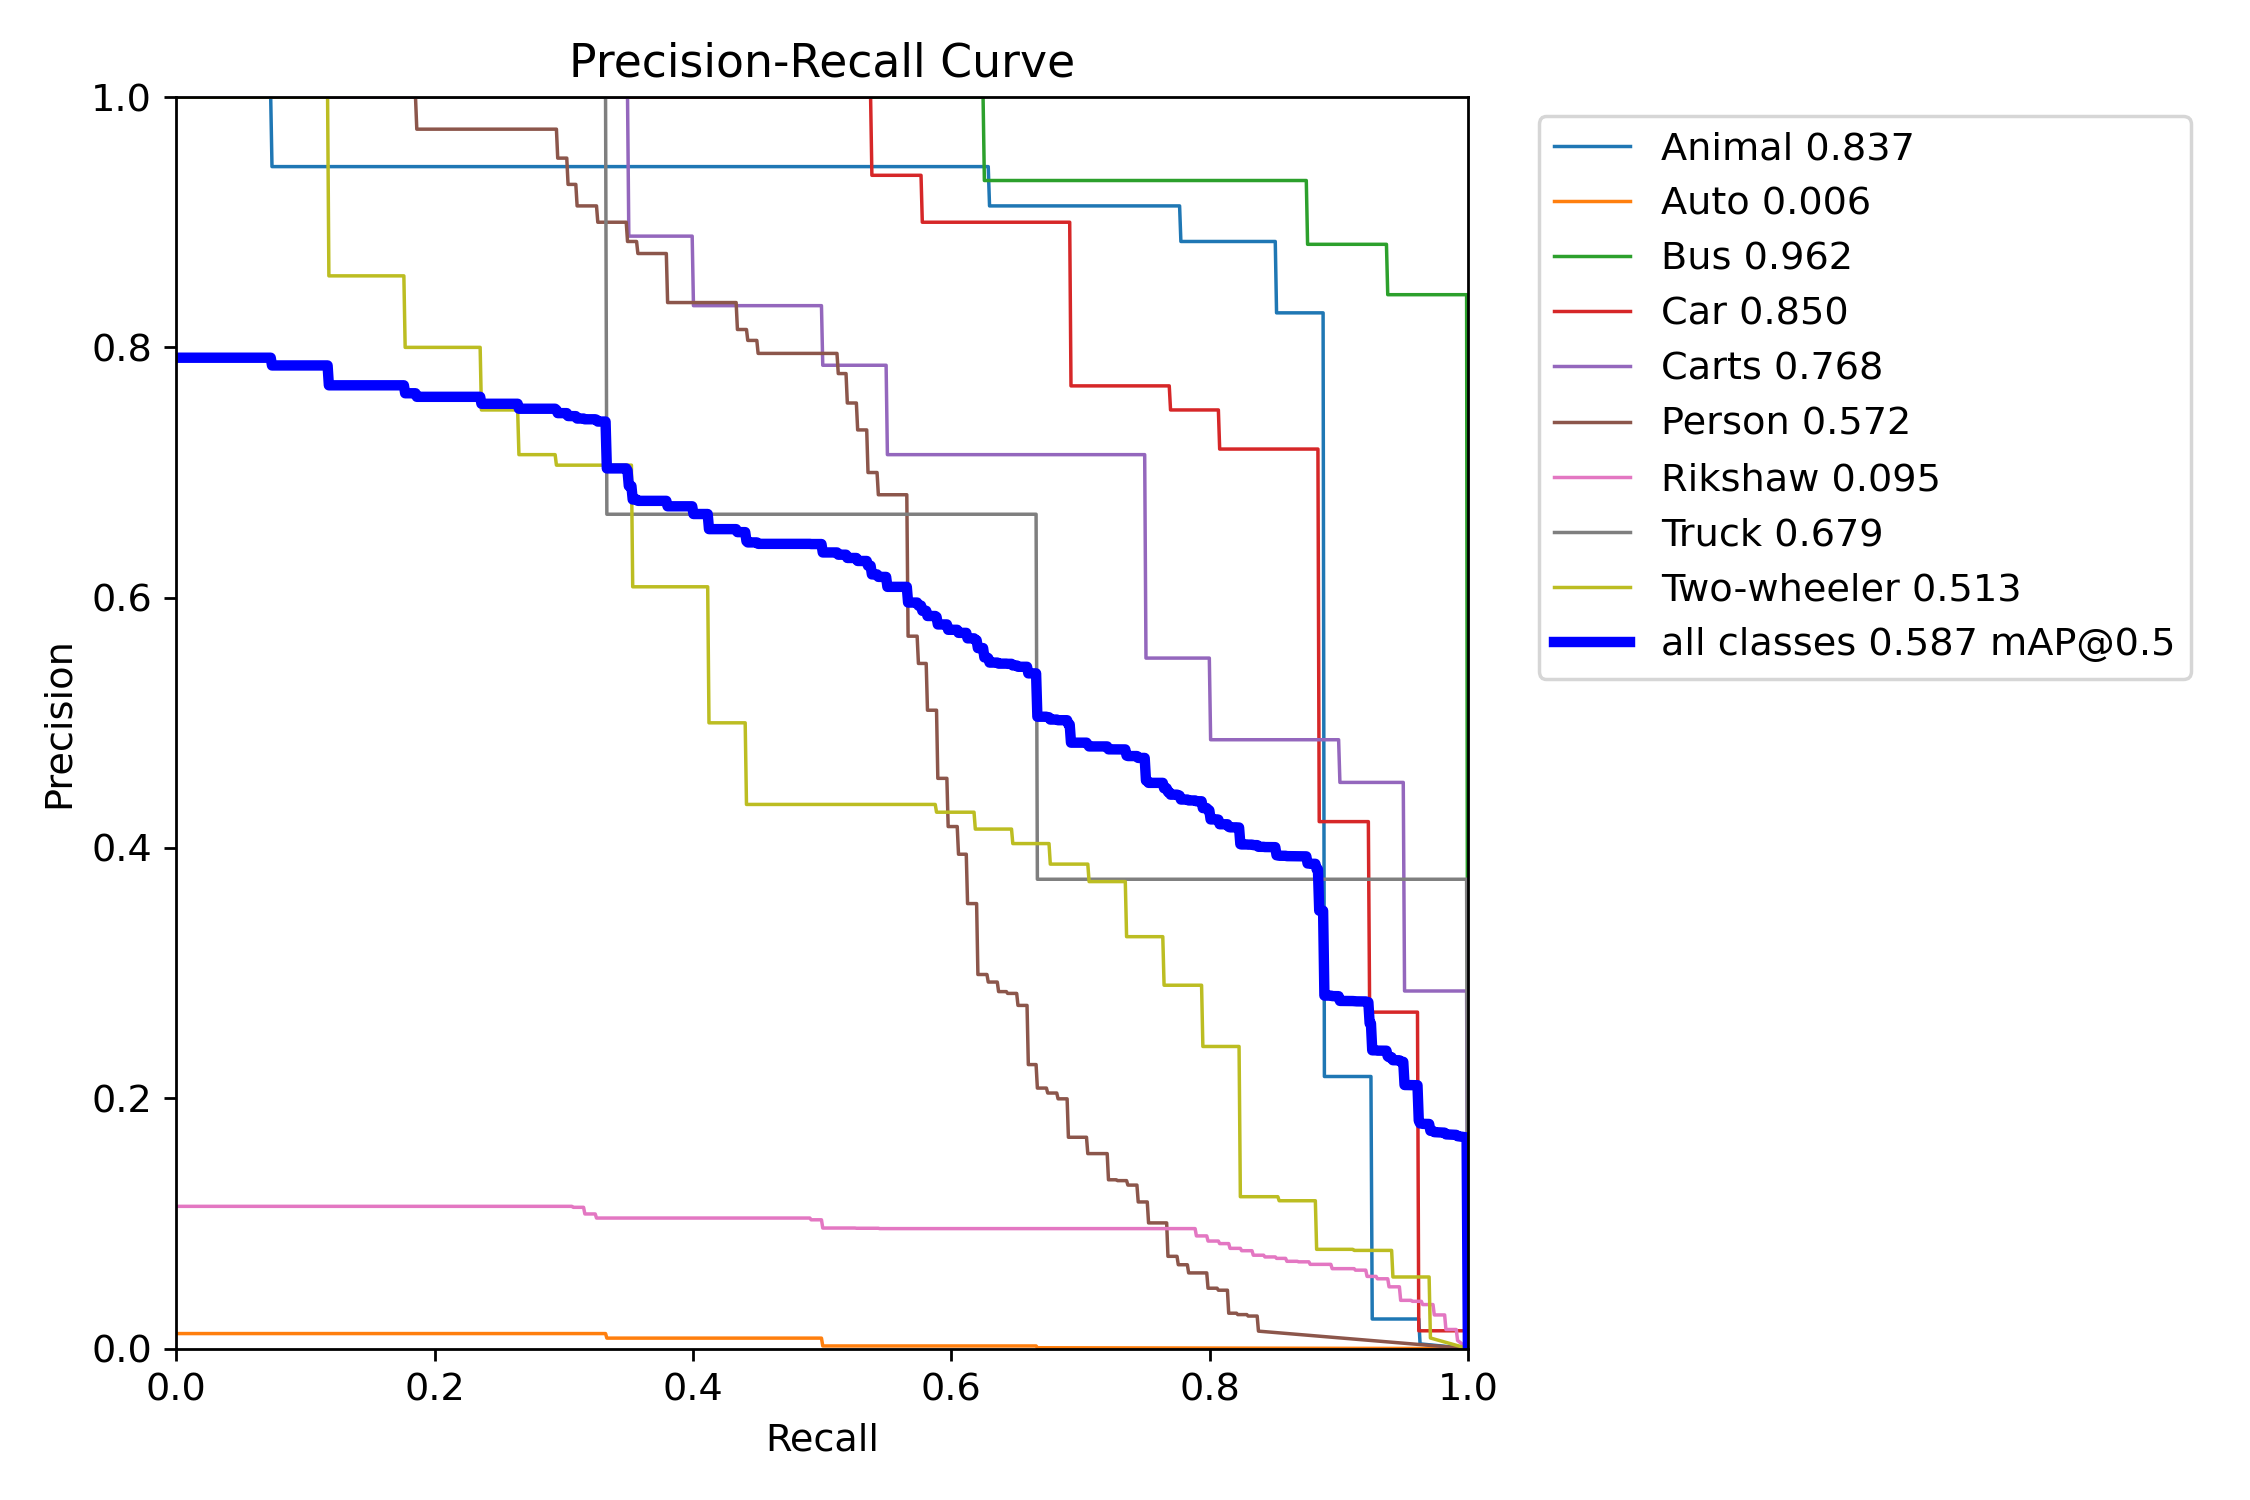 Precision-Recall Curve
1.0
0.8
0.6
0.4
0.2
0.0
Precision
0.0 0.2 0.4 0.6 0.8 1.0
Recall
Animal 0.837
Auto 0.006
Bus 0.962
Car 0.850
Carts 0.768
Person 0.572
Rikshaw 0.095
Truck 0.679
Two-wheeler 0.513
all classes 0.587 mAP@0.5